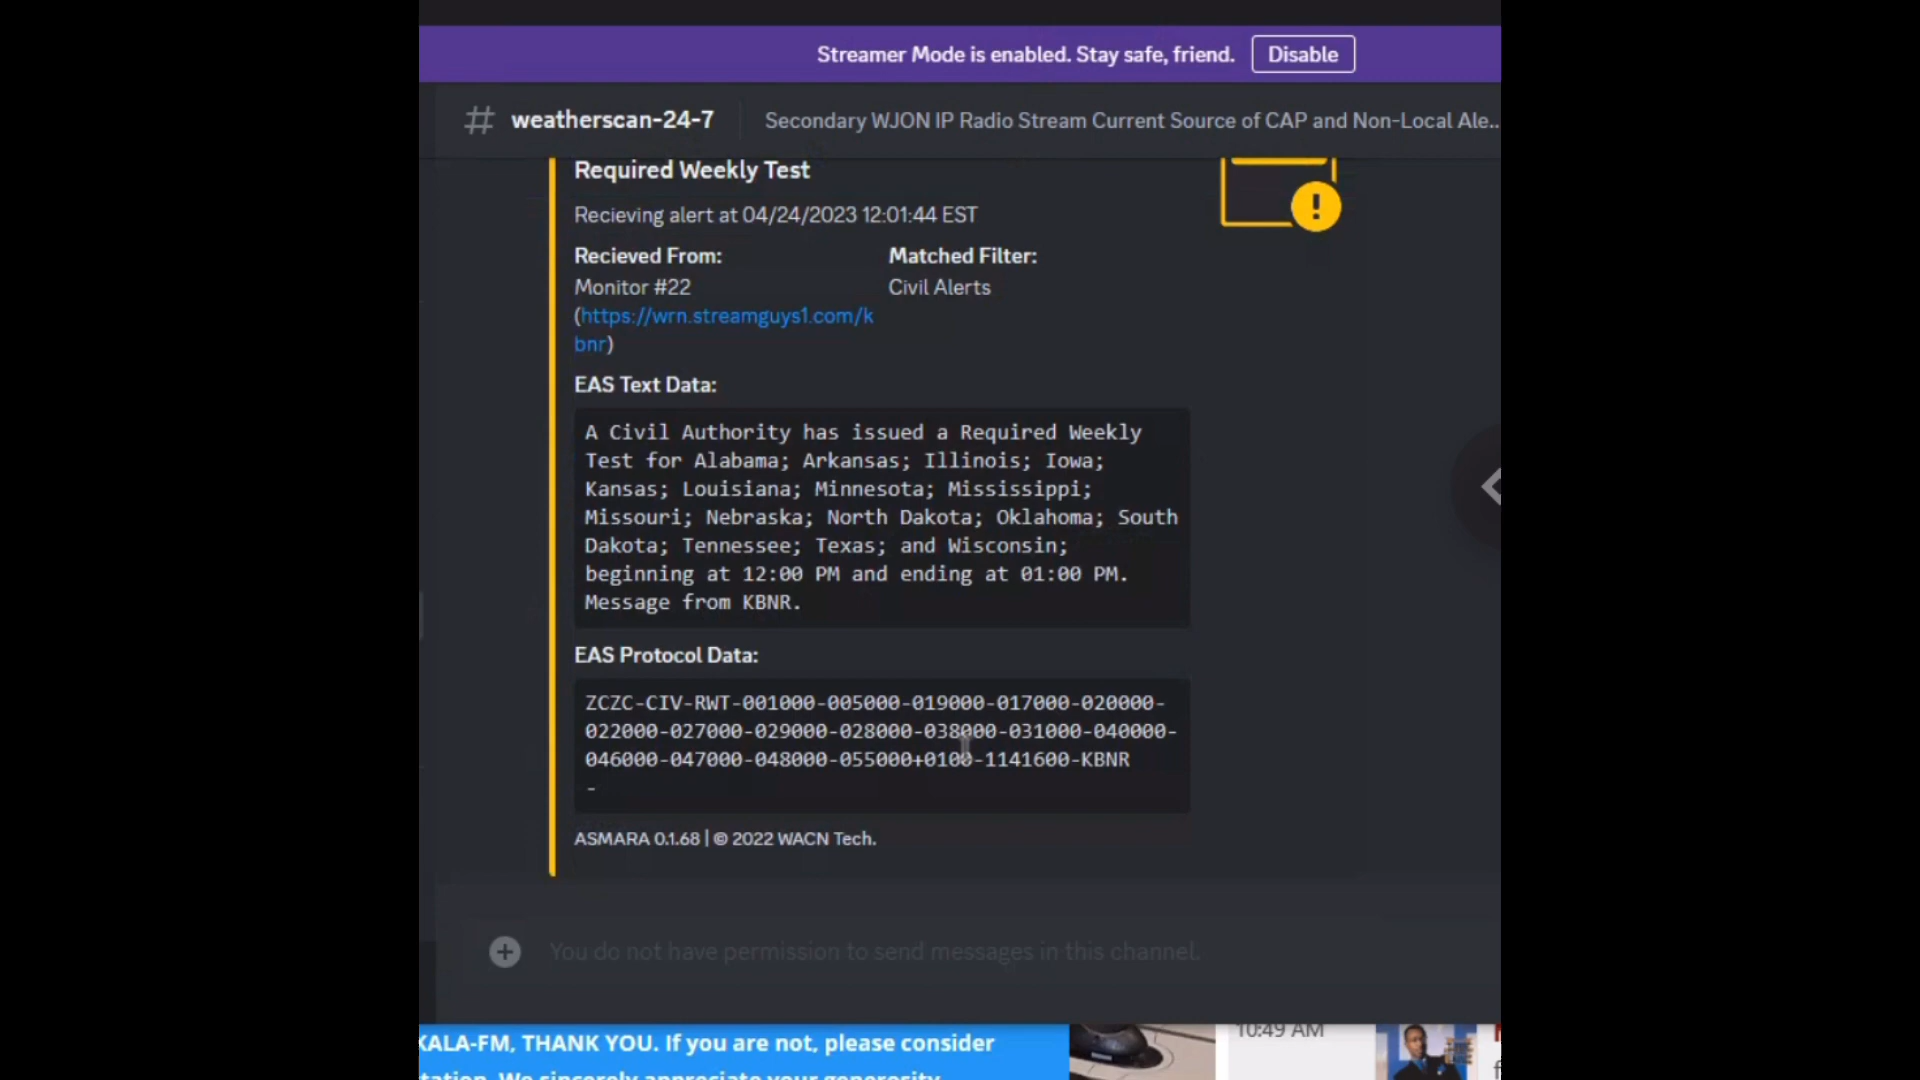 Streamer Mode is enabled. Stay safe, friend. Disable
# weatherscan-24-7 Secondary WJON IP Radio Stream Current Source of CAP and Non-Local Ale..
Required Weekly Test
Recieving alert at 04/24/2023 12:01:44 EST
Recieved From: Matched Filter:
Monitor #22 Civil Alerts
(https://wrn.streamguys1.com/k
bnr)
EAS Text Data:
A Civil Authority has issued a Required Weekly
Test for Alabama; Arkansas; Illinois; Iowa;
Kansas; Louisiana; Minnesota; Mississippi;
Missouri; Nebraska; North Dakota; Oklahoma; South
Dakota; Tennessee; Texas; and Wisconsin;
beginning at 12:00 PM and ending at 01:00 PM.
Message from KBNR.
EAS Protocol Data:
ZCZC-CIV-RWT-001000-005000-019000-017000-020000-
022000-027000-029000-028000-038000-031000-040000-
046000-047000-048000-055000+0100-1141600-KBNR
-
ASMARA 0.1.68 | © 2022 WACN Tech.
You do not have permission to send messages in this channel.
KALA-FM, THANK YOU. If you are not, please consider
10:49 AM
tation. We sincerely appreciate your generosity